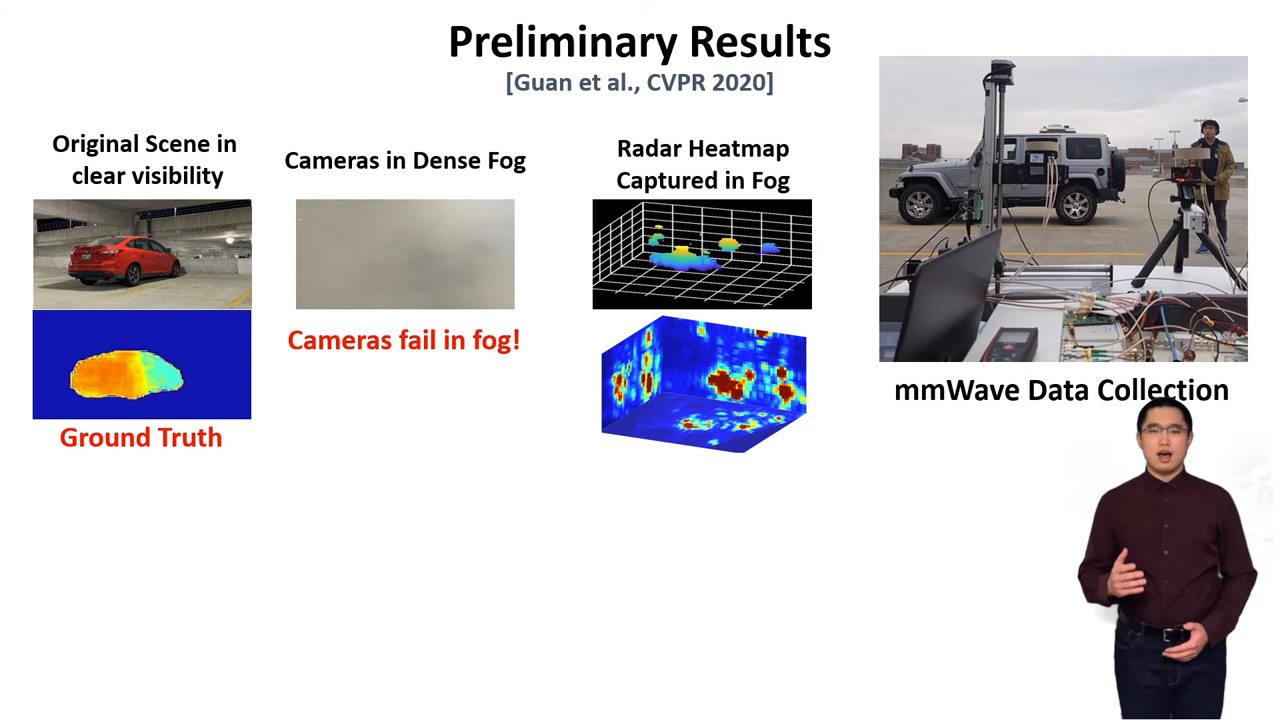 Preliminary Results
[Guan et al., CVPR 2020]
Original Scene in
clear visibility
Cameras in Dense Fog
Radar Heatmap
Captured in Fog
Cameras fail in fog!
Ground Truth
mmWave Data Collection